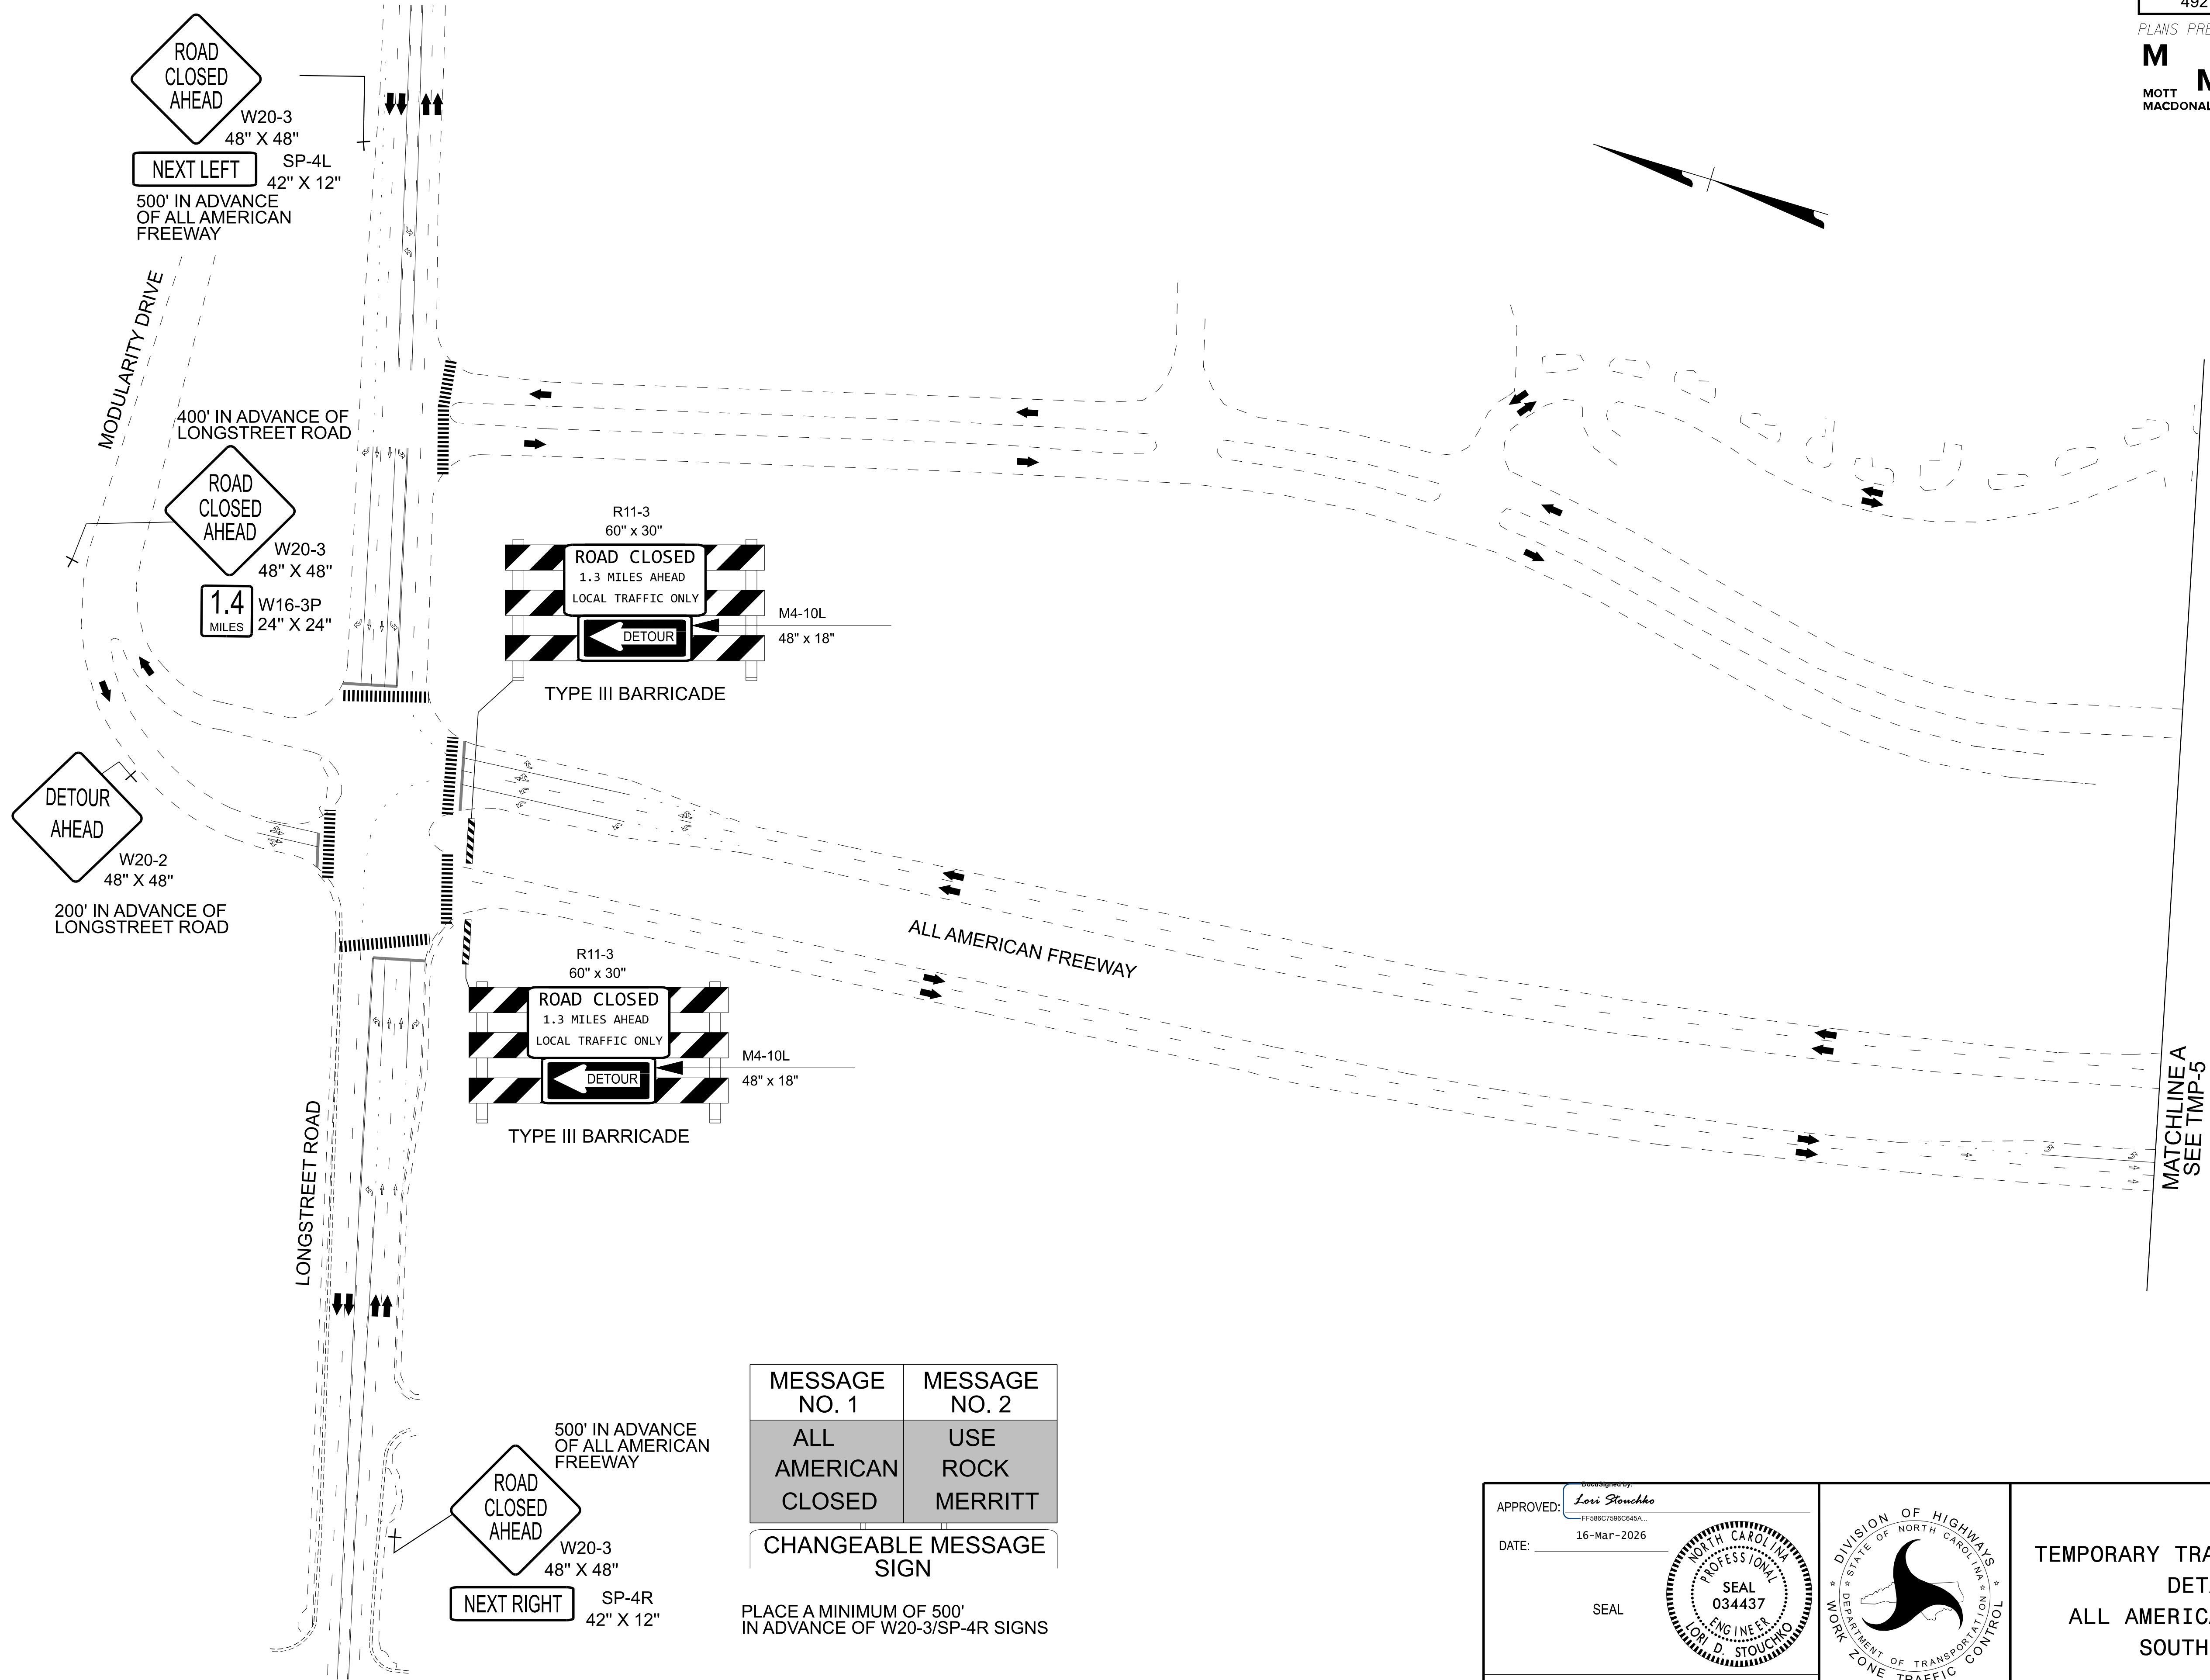 492
PLANS PRE
M
M
MOTT
MACDONAL
ROAD
CLOSED
AHEAD
W20-3
48" X 48"
NEXT LEFT
SP-4L
42" X 12"
500' IN ADVANCE
OF ALL AMERICAN
FREEWAY
MODULARITY DRIVE
400' IN ADVANCE OF
LONGSTREET ROAD
ROAD
CLOSED
AHEAD
W20-3
48" X 48"
1.4
MILES
W16-3P
24" X 24"
R11-3
60" x 30"
ROAD CLOSED
1.3 MILES AHEAD
LOCAL TRAFFIC ONLY
DETOUR
M4-10L
48" x 18"
TYPE III BARRICADE
DETOUR
AHEAD
W20-2
48" X 48"
200' IN ADVANCE OF
LONGSTREET ROAD
ALL AMERICAN FREEWAY
R11-3
60" x 30"
ROAD CLOSED
1.3 MILES AHEAD
LOCAL TRAFFIC ONLY
DETOUR
M4-10L
48" x 18"
TYPE III BARRICADE
MATCHLINE A
SEE TMP-5
LONGSTREET ROAD
500' IN ADVANCE
OF ALL AMERICAN
FREEWAY
ROAD
CLOSED
AHEAD
W20-3
48" X 48"
NEXT RIGHT
SP-4R
42" X 12"
MESSAGE
NO. 1
MESSAGE
NO. 2
ALL
AMERICAN
CLOSED
USE
ROCK
MERRITT
CHANGEABLE MESSAGE
SIGN
PLACE A MINIMUM OF 500'
IN ADVANCE OF W20-3/SP-4R SIGNS
DocuSigned by:
APPROVED: Lori Stouchko
FF586C7596C645A...
DATE: 16-Mar-2026
SEAL
NORTH CAROLINA
PROFESSIONAL
SEAL
034437
ENGINEER
LORI D. STOUCHKO
DIVISION OF HIGHWAYS
STATE OF NORTH CAROLINA
DEPARTMENT OF TRANSPORTATION
WORK ZONE TRAFFIC CONTROL
TEMPORARY TRA
DETA
ALL AMERICA
SOUTH